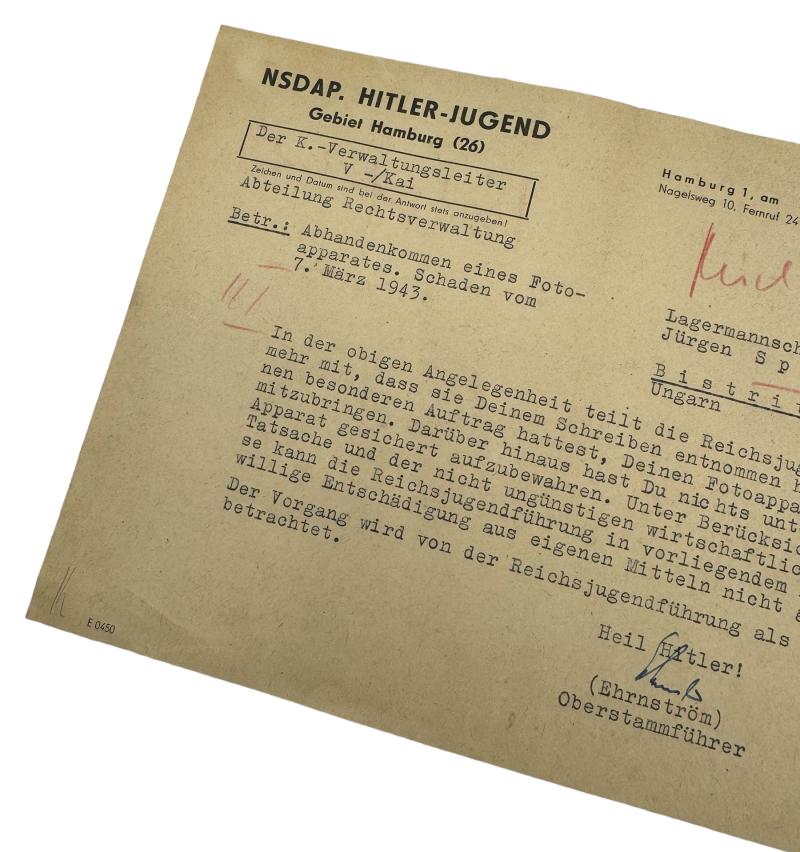 NSDAP. HITLER-JUGEND
Gebiet Hamburg (26)
Der K.-Verwaltungsleiter
V -/Kai
Zeichen und Datum sind bei der Antwort stets anzugeben!
Abteilung Rechtsverwaltung
Hamburg 1, am
Nagelsweg 10, Fernruf 24
Betr.: Abhandenkommen eines Foto-
apparates. Schaden vom
7. März 1943.
Lagermannsch
Jürgen S p
B i s t r i
Ungarn
In der obigen Angelegenheit teilt die Reichsjug
mehr mit, dass sie Deinem Schreiben entnommen h
nen besonderen Auftrag hattest, Deinen Fotoappa
mitzubringen. Darüber hinaus hast Du nichts unt
Apparat gesichert aufzubewahren. Unter Berücksic
Tatsache und der nicht ungünstigen wirtschaftlic
se kann die Reichsjugendführung in vorliegendem
willige Entschädigung aus eigenen Mitteln nicht
Der Vorgang wird von der Reichsjugendführung als
betrachtet.
Heil Hitler!
(Ehrnström)
Oberstammführer
E 0450